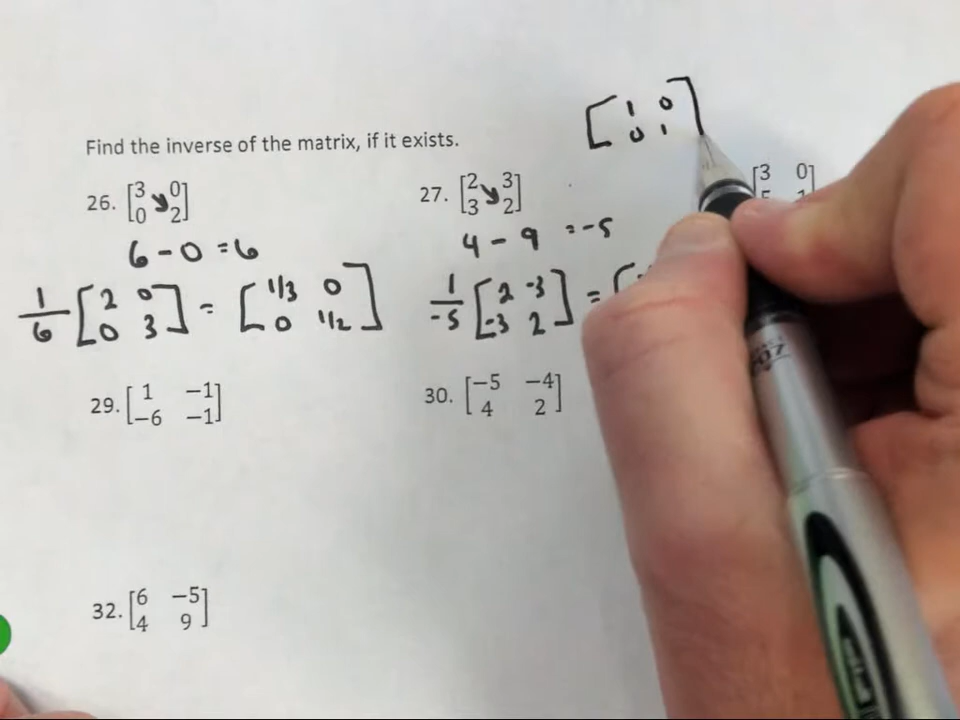 [1 0
0 1]
Find the inverse of the matrix, if it exists.
26. [3 0
0 2]
27. [2 3
3 2]
[3 0]
6 - 0 = 6
4 - 9 = -5
1/6 [2 0
0 3] = [1/3 0
0 1/2]
1/-5 [2 -3
-3 2] = [
29. [1 −1
−6 −1]
30. [−5 −4
4 2]
32. [6 −5
4 9]